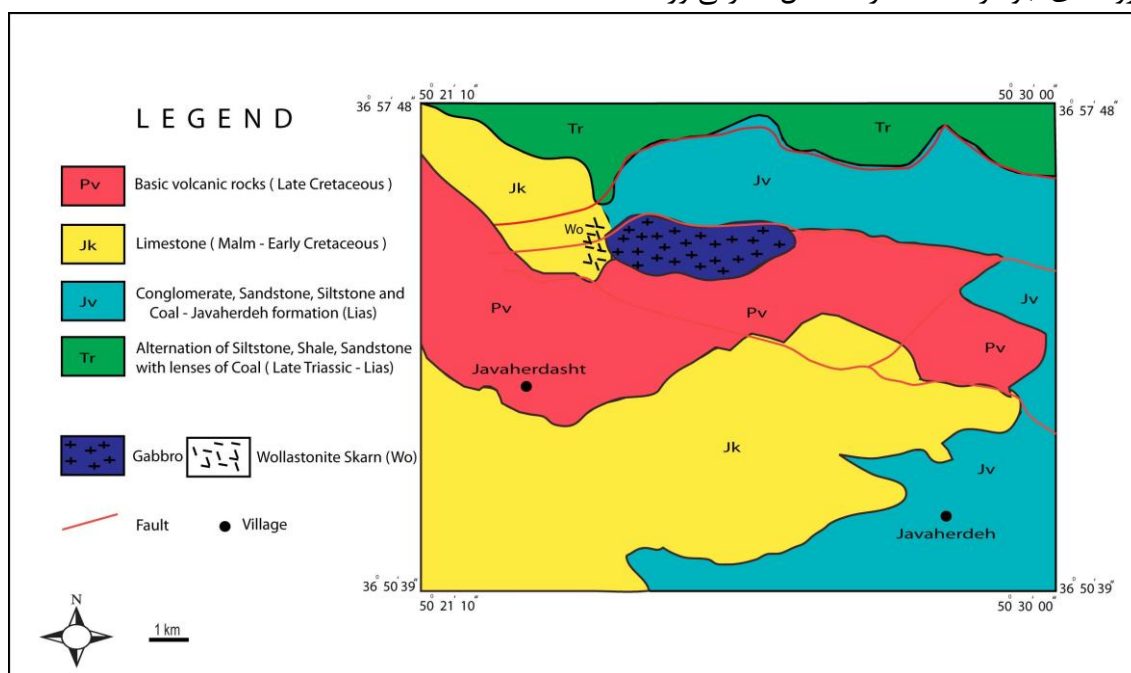 LEGEND
Pv Basic volcanic rocks ( Late Cretaceous )
Jk Limestone ( Malm - Early Cretaceous )
Jv Conglomerate, Sandstone, Siltstone and
Coal - Javaherdeh formation (Lias)
Tr Alternation of Siltstone, Shale, Sandstone
with lenses of Coal ( Late Triassic - Lias)
Gabbro
Wollastonite Skarn (Wo)
Fault
Village
N
1 km
50° 21' 10"
50° 30' 00"
36° 57' 48"
36° 57' 48"
Tr
Tr
Jk
Jv
Wo
Jv
Pv
Pv
Pv
Javaherdasht
Jk
Jv
Javaherdeh
36° 50' 39"
36° 50' 39"
50° 21' 10"
50° 30' 00"